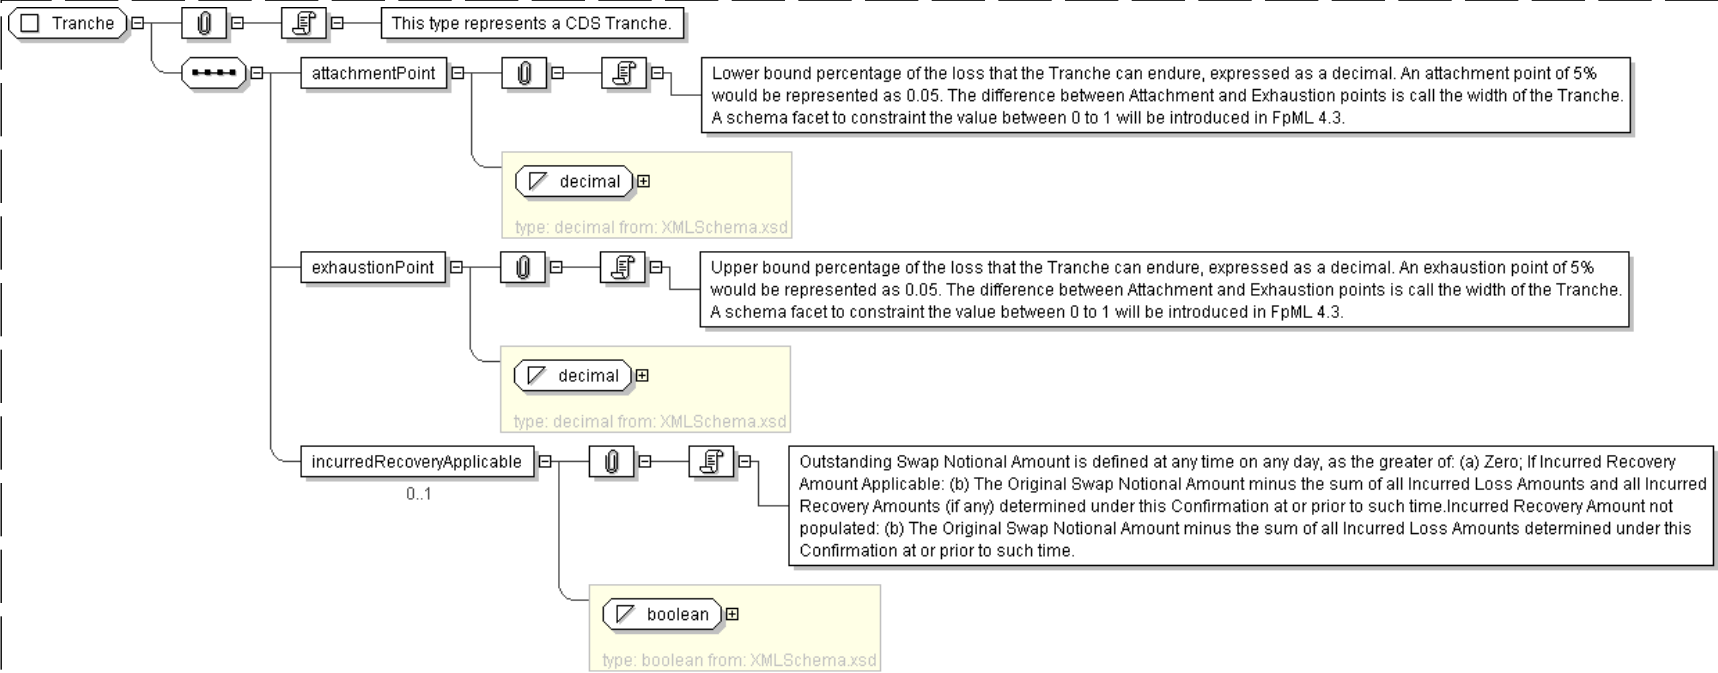 Tranche
This type represents a CDS Tranche.
attachmentPoint
Lower bound percentage of the loss that the Tranche can endure, expressed as a decimal. An attachment point of 5%
would be represented as 0.05. The difference between Attachment and Exhaustion points is call the width of the Tranche.
A schema facet to constraint the value between 0 to 1 will be introduced in FpML 4.3.
decimal
type: decimal from: XMLSchema.xsd
exhaustionPoint
Upper bound percentage of the loss that the Tranche can endure, expressed as a decimal. An exhaustion point of 5%
would be represented as 0.05. The difference between Attachment and Exhaustion points is call the width of the Tranche.
A schema facet to constraint the value between 0 to 1 will be introduced in FpML 4.3.
decimal
type: decimal from: XMLSchema.xsd
incurredRecoveryApplicable
0..1
Outstanding Swap Notional Amount is defined at any time on any day, as the greater of: (a) Zero; If Incurred Recovery
Amount Applicable: (b) The Original Swap Notional Amount minus the sum of all Incurred Loss Amounts and all Incurred
Recovery Amounts (if any) determined under this Confirmation at or prior to such time.Incurred Recovery Amount not
populated: (b) The Original Swap Notional Amount minus the sum of all Incurred Loss Amounts determined under this
Confirmation at or prior to such time.
boolean
type: boolean from: XMLSchema.xsd